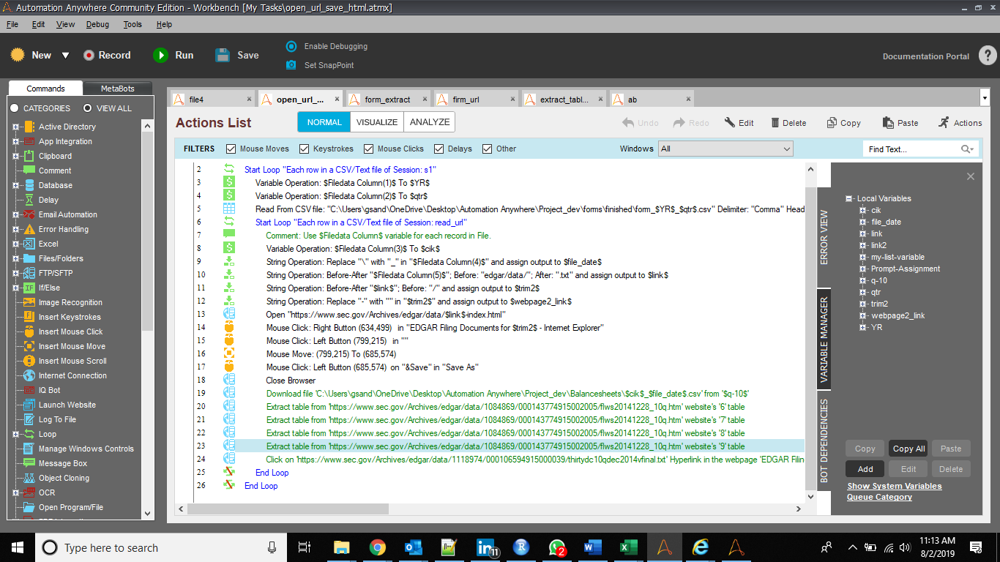 Automation Anywhere Community Edition - Workbench [My Tasks\open_url_save_html.atmx]
File Edit View Debug Tools Help
New Record Run Save
Enable Debugging
Set SnapPoint
Documentation Portal ?
Commands MetaBots
CATEGORIES VIEW ALL
Active Directory
App Integration
Clipboard
Comment
Database
Delay
Email Automation
Error Handling
Excel
Files/Folders
FTP/SFTP
If/Else
Image Recognition
Insert Keystrokes
Insert Mouse Click
Insert Mouse Move
Insert Mouse Scroll
Internet Connection
IQ Bot
Launch Website
Log To File
Loop
Manage Windows Controls
Message Box
Object Cloning
OCR
Open Program/File
file4 open_url_... form_extract firm_url extract_tabl... ab
Actions List NORMAL VISUALIZE ANALYZE Undo Redo Edit Delete Copy Paste Actions
FILTERS Mouse Moves Keystrokes Mouse Clicks Delays Other Windows All Find Text...
2 Start Loop "Each row in a CSV/Text file of Session: s1"
3 Variable Operation: $Filedata Column(1)$ To $YR$
4 Variable Operation: $Filedata Column(2)$ To $qtr$
5 Read From CSV file: "C:\Users\gsand\OneDrive\Desktop\Automation Anywhere\Project_dev\forms\finished\form_$YR$_$qtr$.csv" Delimiter: "Comma" Head
6 Start Loop "Each row in a CSV/Text file of Session: read_url"
7 Comment: Use $Filedata Column$ variable for each record in File.
8 Variable Operation: $Filedata Column(3)$ To $cik$
9 String Operation: Replace "\" with "_" in "$Filedata Column(4)$" and assign output to $file_date$
10 String Operation: Before-After "$Filedata Column(5)$"; Before: "edgar/data/"; After: ".txt" and assign output to $link$
11 String Operation: Before-After "$link$"; Before: "/" and assign output to $trim2$
12 String Operation: Replace "-" with "" in "$trim2$" and assign output to $webpage2_link$
13 Open "https://www.sec.gov/Archives/edgar/data/$link$-index.html"
14 Mouse Click: Right Button (634,499) in "EDGAR Filing Documents for $trim2$ - Internet Explorer"
15 Mouse Click: Left Button (799,215) in ""
16 Mouse Move: (799,215) To (685,574)
17 Mouse Click: Left Button (685,574) on "&Save" in "Save As"
18 Close Browser
19 Download file 'C:\Users\gsand\OneDrive\Desktop\Automation Anywhere\Project_dev\Balancesheets\$cik$_$file_date$.csv' from '$q-10$'
20 Extract table from 'https://www.sec.gov/Archives/edgar/data/1084869/000143774915002005/flws20141228_10q.htm' website's '6' table
21 Extract table from 'https://www.sec.gov/Archives/edgar/data/1084869/000143774915002005/flws20141228_10q.htm' website's '7' table
22 Extract table from 'https://www.sec.gov/Archives/edgar/data/1084869/000143774915002005/flws20141228_10q.htm' website's '8' table
23 Extract table from 'https://www.sec.gov/Archives/edgar/data/1084869/000143774915002005/flws20141228_10q.htm' website's '9' table
24 Click on 'https://www.sec.gov/Archives/edgar/data/1118974/000106594915000039/thirtydc10qdec2014vfinal.txt' Hyperlink in the webpage 'EDGAR Filin
25 End Loop
26 End Loop
ERROR VIEW
VARIABLE MANAGER
BOT DEPENDENCIES
Local Variables
cik
file_date
link
link2
my-list-variable
Prompt-Assignment
q-10
qtr
trim2
webpage2_link
YR
Copy Copy All Paste
Add Edit Delete
Show System Variables
Queue Category
Type here to search
11
2
11:13 AM
8/2/2019